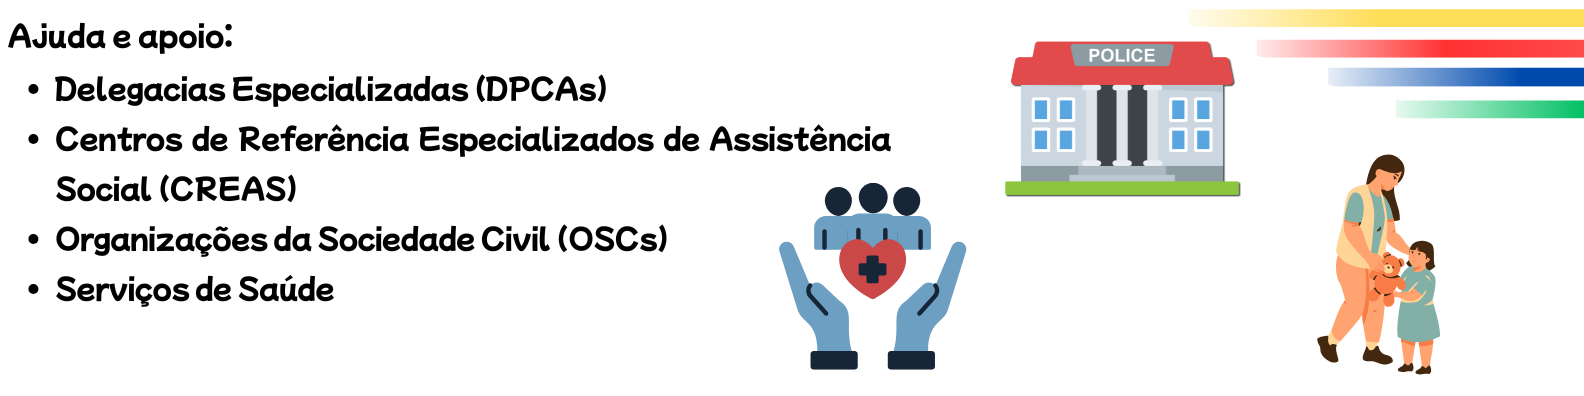 Ajuda e apoio:
• Delegacias Especializadas (DPCAs)
• Centros de Referência Especializados de Assistência
Social (CREAS)
• Organizações da Sociedade Civil (OSCs)
• Serviços de Saúde
POLICE